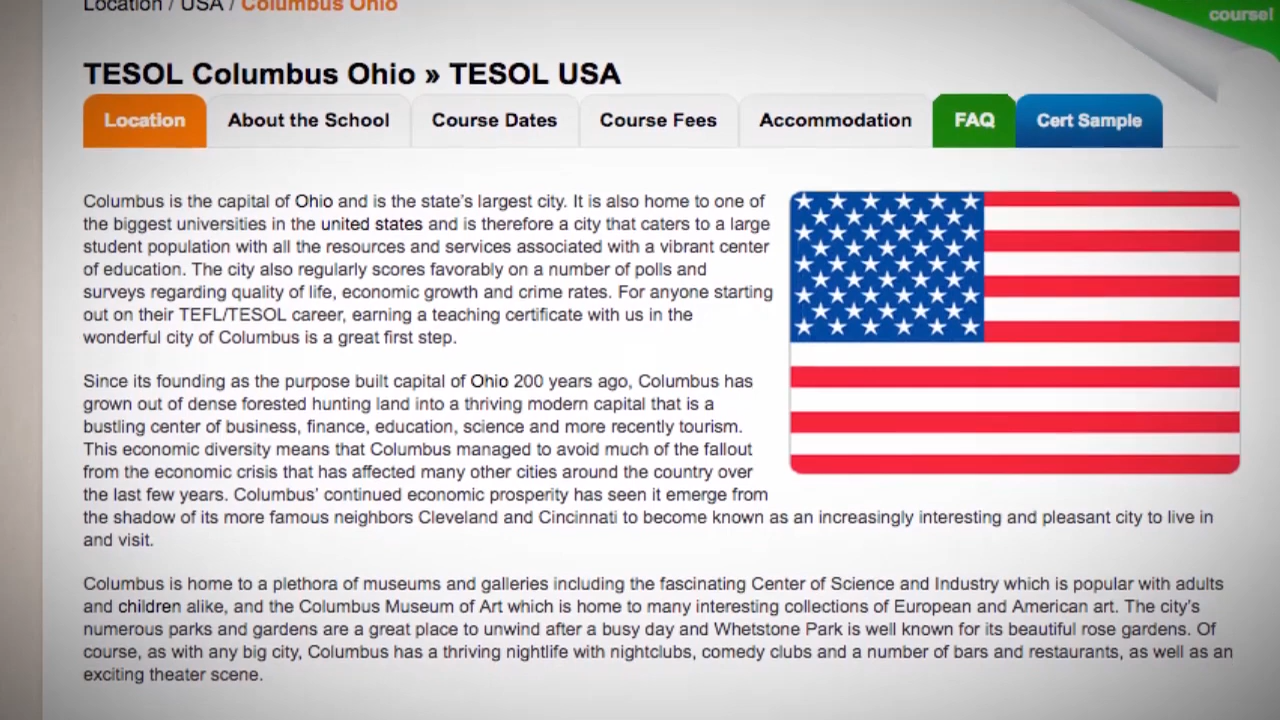 Location / USA / Columbus Ohio
course!
TESOL Columbus Ohio » TESOL USA
Location
About the School
Course Dates
Course Fees
Accommodation
FAQ
Cert Sample
Columbus is the capital of Ohio and is the state's largest city. It is also home to one of
the biggest universities in the united states and is therefore a city that caters to a large
student population with all the resources and services associated with a vibrant center
of education. The city also regularly scores favorably on a number of polls and
surveys regarding quality of life, economic growth and crime rates. For anyone starting
out on their TEFL/TESOL career, earning a teaching certificate with us in the
wonderful city of Columbus is a great first step.
Since its founding as the purpose built capital of Ohio 200 years ago, Columbus has
grown out of dense forested hunting land into a thriving modern capital that is a
bustling center of business, finance, education, science and more recently tourism.
This economic diversity means that Columbus managed to avoid much of the fallout
from the economic crisis that has affected many other cities around the country over
the last few years. Columbus' continued economic prosperity has seen it emerge from
the shadow of its more famous neighbors Cleveland and Cincinnati to become known as an increasingly interesting and pleasant city to live in
and visit.
Columbus is home to a plethora of museums and galleries including the fascinating Center of Science and Industry which is popular with adults
and children alike, and the Columbus Museum of Art which is home to many interesting collections of European and American art. The city's
numerous parks and gardens are a great place to unwind after a busy day and Whetstone Park is well known for its beautiful rose gardens. Of
course, as with any big city, Columbus has a thriving nightlife with nightclubs, comedy clubs and a number of bars and restaurants, as well as an
exciting theater scene.